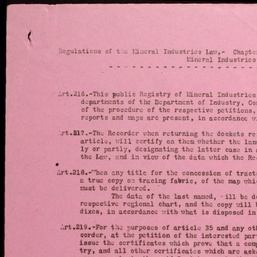 Regulations of the Mineral Industries Law.- Chapte
Mineral Industries
Art.216.-This public Registry of Mineral Industries
departments of the Department of Industry, Co
of the procedure of the respective petitions,
reports and maps are present, in accordance w
Art.217.-The Recorder when returning the dockets re
article, will certify on them whether the lan
ly or partly, designating the latter case in a
the Law, and in view of the data which the Re
Art.218.-When any title for the concession of tract
a true copy on tracing fabric, of the map whic
must be delivered.
The data of the last named, will be d
respective regional chart, and the copy will b
dixes, in accordance with what is disposed in
Art.219.-For the purposes of article 35 and any oth
corder, at the petition of the interested part
issue the certificates which prove that a comp
try, and all other certificates which are aske